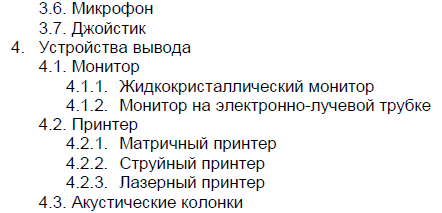 3.6. Микрофон
3.7. Джойстик
4. Устройства вывода
4.1. Монитор
4.1.1. Жидкокристаллический монитор
4.1.2. Монитор на электронно-лучевой трубке
4.2. Принтер
4.2.1. Матричный принтер
4.2.2. Струйный принтер
4.2.3. Лазерный принтер
4.3. Акустические колонки